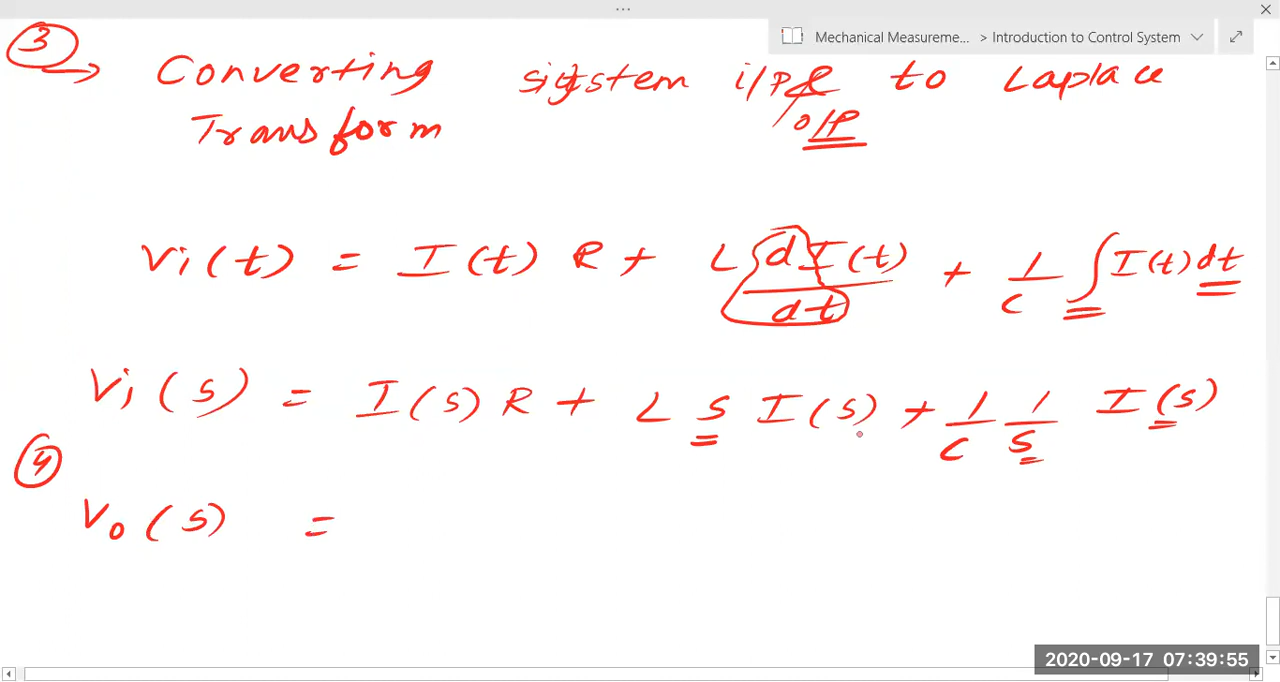 ...
Mechanical Measureme... > Introduction to Control System
3
→ Converting system i/p & to Laplace
/o/p
Transform
Vi(t) = I(t) R + L dI(t)/dt + 1/C ∫I(t) dt
Vi(s) = I(s) R + L s I(s) + 1/C 1/s I(s)
4
Vo(s) =
2020-09-17 07:39:55